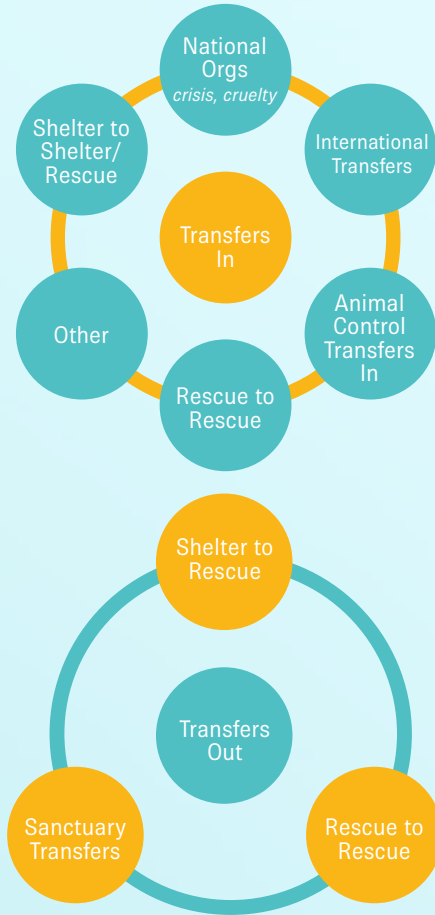 National
Orgs
crisis, cruelty
Shelter to
Shelter/
Rescue
International
Transfers
Transfers
In
Other
Animal
Control
Transfers
In
Rescue to
Rescue
Shelter to
Rescue
Transfers
Out
Sanctuary
Transfers
Rescue to
Rescue